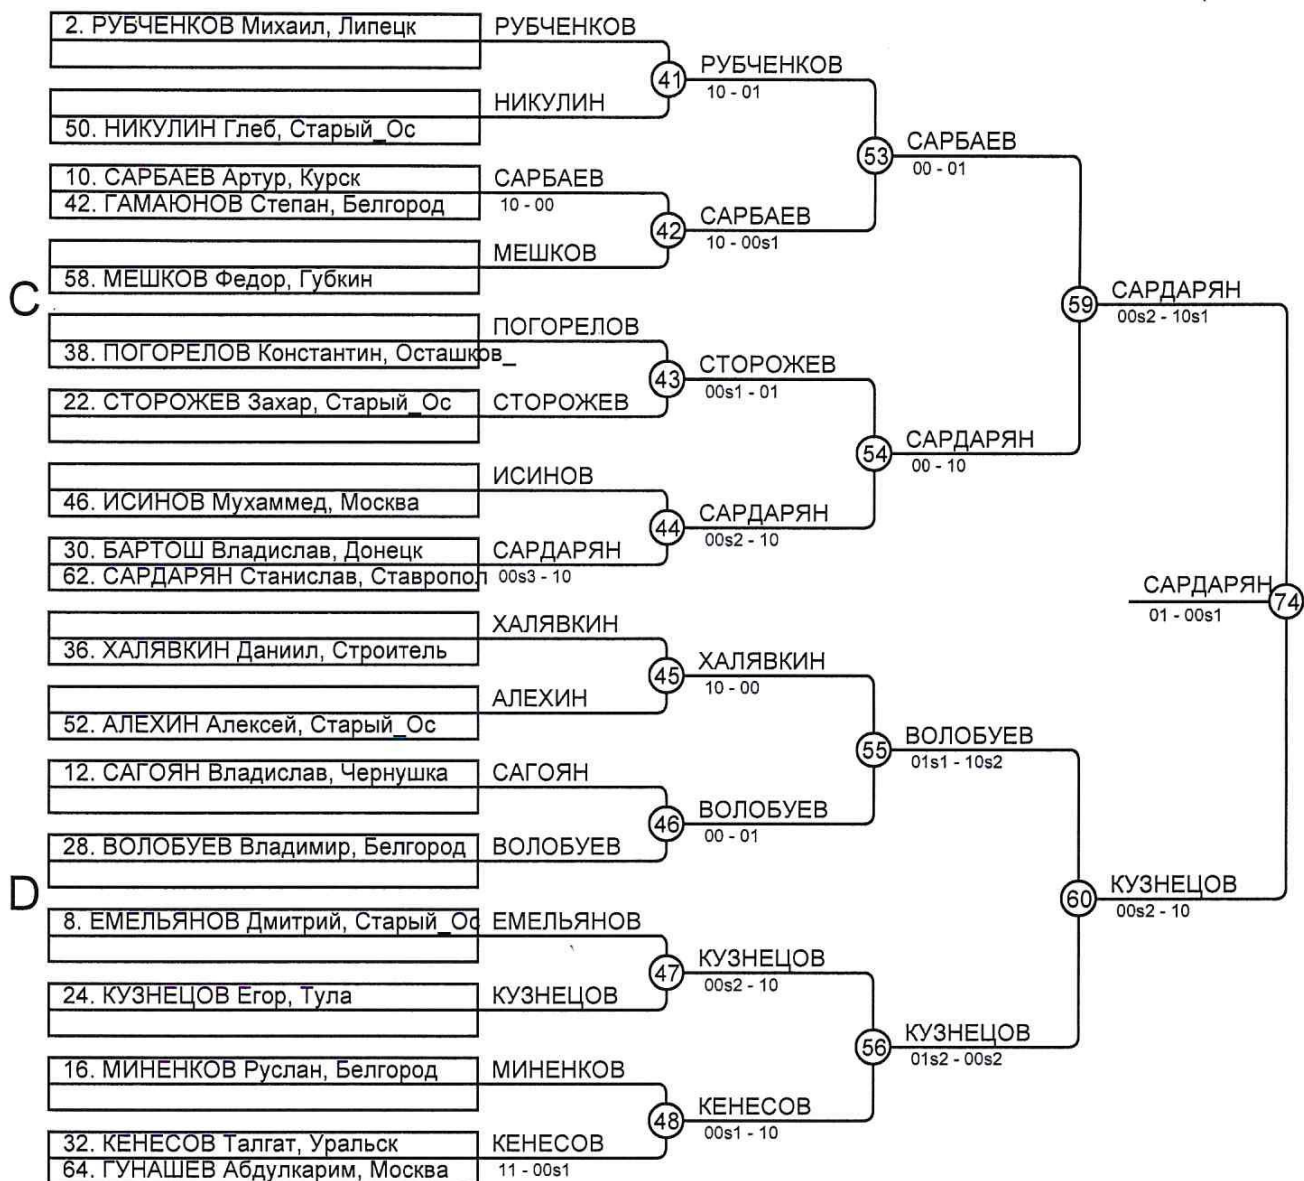 2. РУБЧЕНКОВ Михаил, Липецк
РУБЧЕНКОВ
41
РУБЧЕНКОВ
10 - 01
НИКУЛИН
50. НИКУЛИН Глеб, Старый_Ос
53
САРБАЕВ
00 - 01
10. САРБАЕВ Артур, Курск
САРБАЕВ
42. ГАМАЮНОВ Степан, Белгород
10 - 00
42
САРБАЕВ
10 - 00s1
МЕШКОВ
58. МЕШКОВ Федор, Губкин
C
59
САРДАРЯН
00s2 - 10s1
ПОГОРЕЛОВ
38. ПОГОРЕЛОВ Константин, Осташков_
43
СТОРОЖЕВ
00s1 - 01
22. СТОРОЖЕВ Захар, Старый_Ос
СТОРОЖЕВ
54
САРДАРЯН
00 - 10
ИСИНОВ
46. ИСИНОВ Мухаммед, Москва
44
САРДАРЯН
00s2 - 10
30. БАРТОШ Владислав, Донецк
САРДАРЯН
62. САРДАРЯН Станислав, Ставропол
00s3 - 10
САРДАРЯН
74
01 - 00s1
ХАЛЯВКИН
36. ХАЛЯВКИН Даниил, Строитель
45
ХАЛЯВКИН
10 - 00
АЛЕХИН
52. АЛЕХИН Алексей, Старый_Ос
55
ВОЛОБУЕВ
01s1 - 10s2
12. САГОЯН Владислав, Чернушка
САГОЯН
46
ВОЛОБУЕВ
00 - 01
28. ВОЛОБУЕВ Владимир, Белгород
ВОЛОБУЕВ
D
60
КУЗНЕЦОВ
00s2 - 10
8. ЕМЕЛЬЯНОВ Дмитрий, Старый_Ос
ЕМЕЛЬЯНОВ
47
КУЗНЕЦОВ
00s2 - 10
24. КУЗНЕЦОВ Егор, Тула
КУЗНЕЦОВ
56
КУЗНЕЦОВ
01s2 - 00s2
16. МИНЕНКОВ Руслан, Белгород
МИНЕНКОВ
48
КЕНЕСОВ
00s1 - 10
32. КЕНЕСОВ Талгат, Уральск
КЕНЕСОВ
64. ГУНАШЕВ Абдулкарим, Москва
11 - 00s1